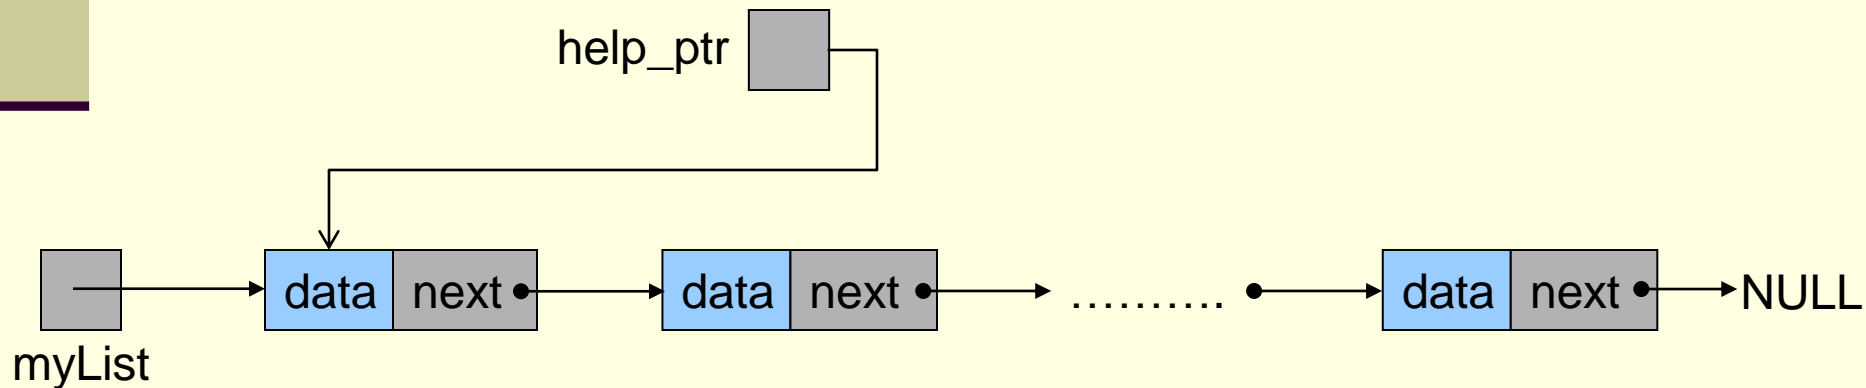 help_ptr
data next data next ………. data next NULL
myList